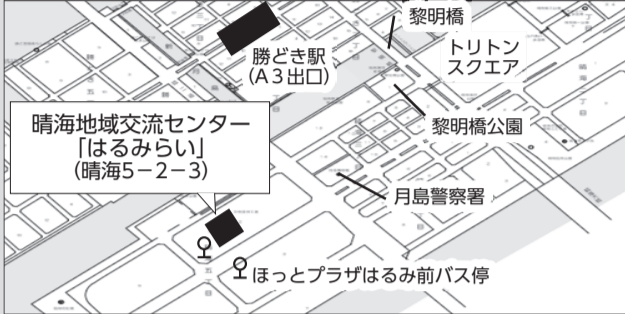 黎明橋
勝どき駅
(A3出口)
トリトン
スクエア
晴海地域交流センター
「はるみらい」
(晴海5－2－3)
黎明橋公園
月島警察署
ほっとプラザはるみ前バス停